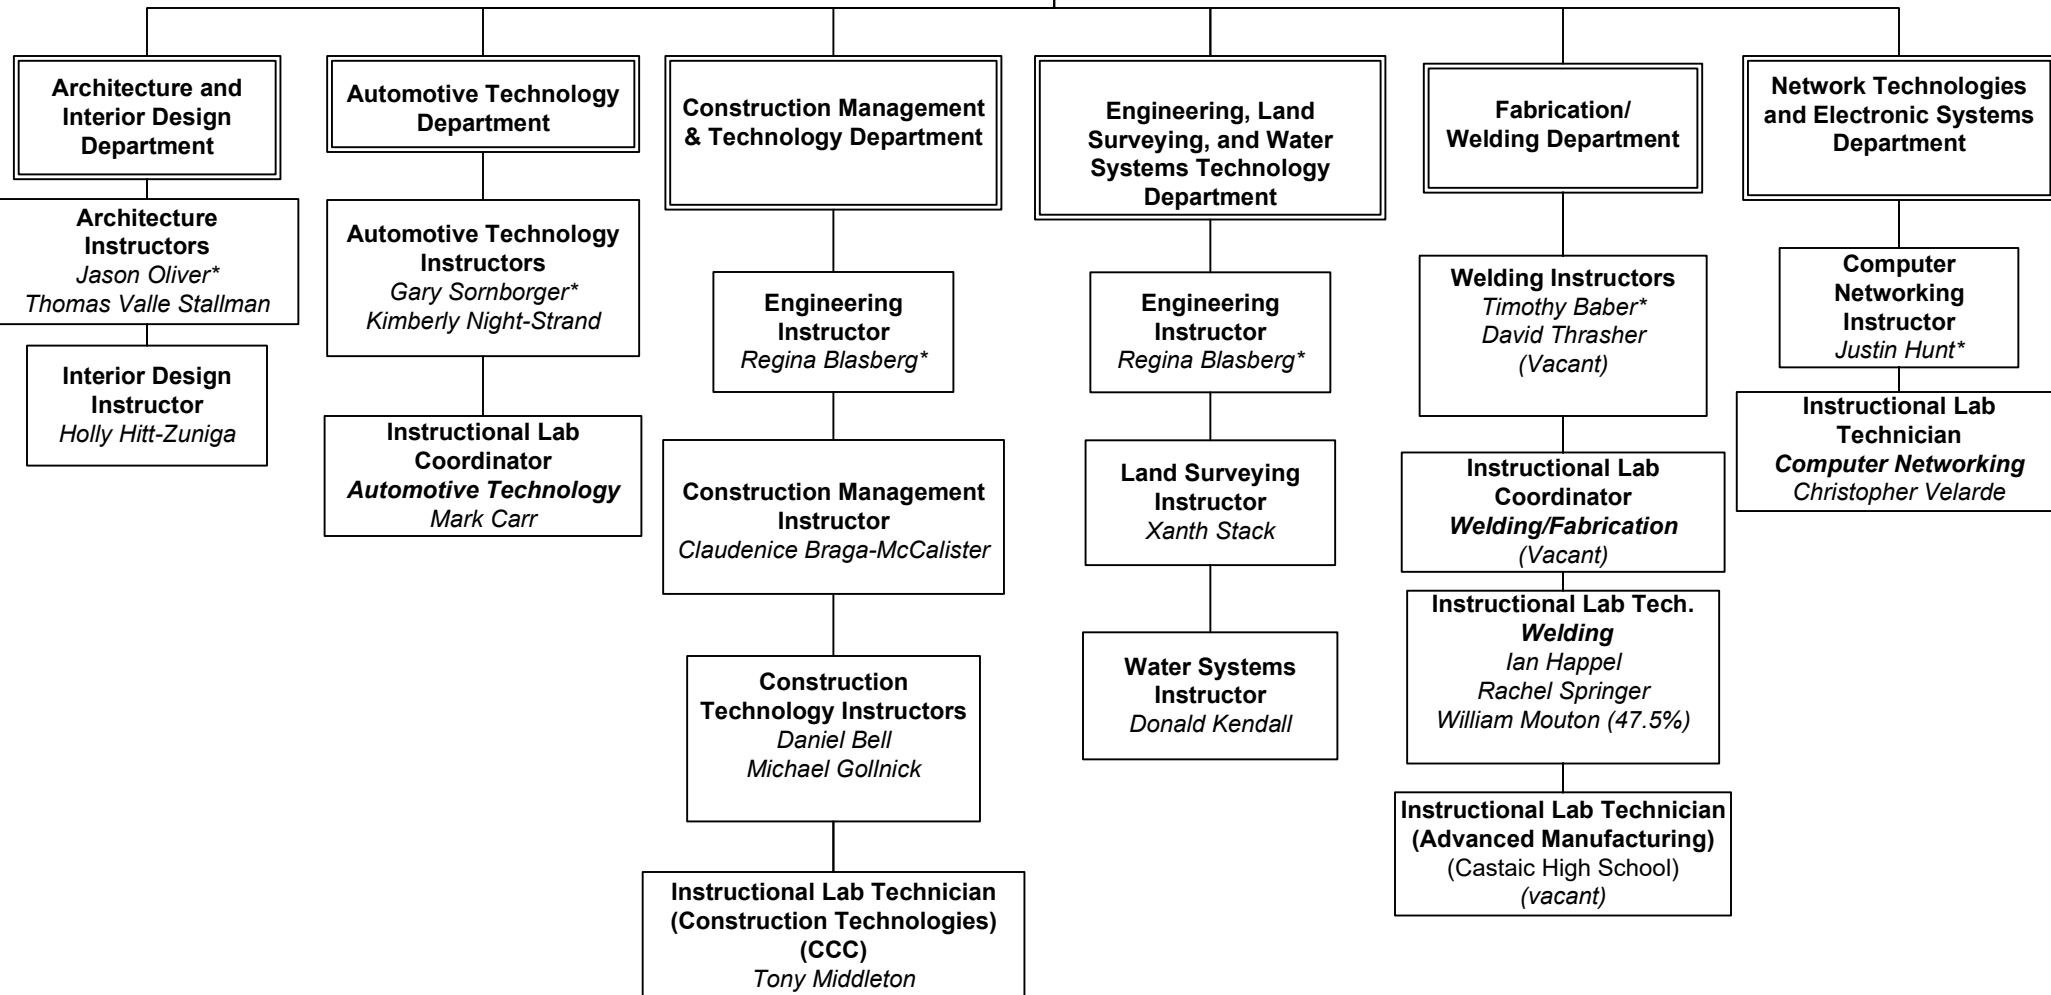 Architecture and
Interior Design
Department
Architecture
Instructors
Jason Oliver*
Thomas Valle Stallman
Interior Design
Instructor
Holly Hitt-Zuniga
Automotive Technology
Department
Automotive Technology
Instructors
Gary Sornborger*
Kimberly Night-Strand
Instructional Lab
Coordinator
Automotive Technology
Mark Carr
Construction Management
& Technology Department
Engineering
Instructor
Regina Blasberg*
Construction Management
Instructor
Claudenice Braga-McCalister
Construction
Technology Instructors
Daniel Bell
Michael Gollnick
Instructional Lab Technician
(Construction Technologies)
(CCC)
Tony Middleton
Engineering, Land
Surveying, and Water
Systems Technology
Department
Engineering
Instructor
Regina Blasberg*
Land Surveying
Instructor
Xanth Stack
Water Systems
Instructor
Donald Kendall
Fabrication/
Welding Department
Welding Instructors
Timothy Baber*
David Thrasher
(Vacant)
Instructional Lab
Coordinator
Welding/Fabrication
(Vacant)
Instructional Lab Tech.
Welding
Ian Happel
Rachel Springer
William Mouton (47.5%)
Instructional Lab Technician
(Advanced Manufacturing)
(Castaic High School)
(vacant)
Network Technologies
and Electronic Systems
Department
Computer
Networking
Instructor
Justin Hunt*
Instructional Lab
Technician
Computer Networking
Christopher Velarde